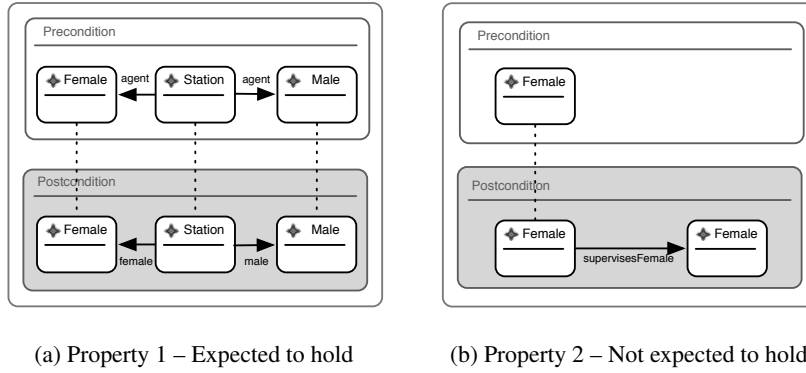 Precondition
Female agent Station agent Male
Postcondition
Female Station Male
female male
(a) Property 1 – Expected to hold
Precondition
Female
Postcondition
Female Female
supervisesFemale
(b) Property 2 – Not expected to hold